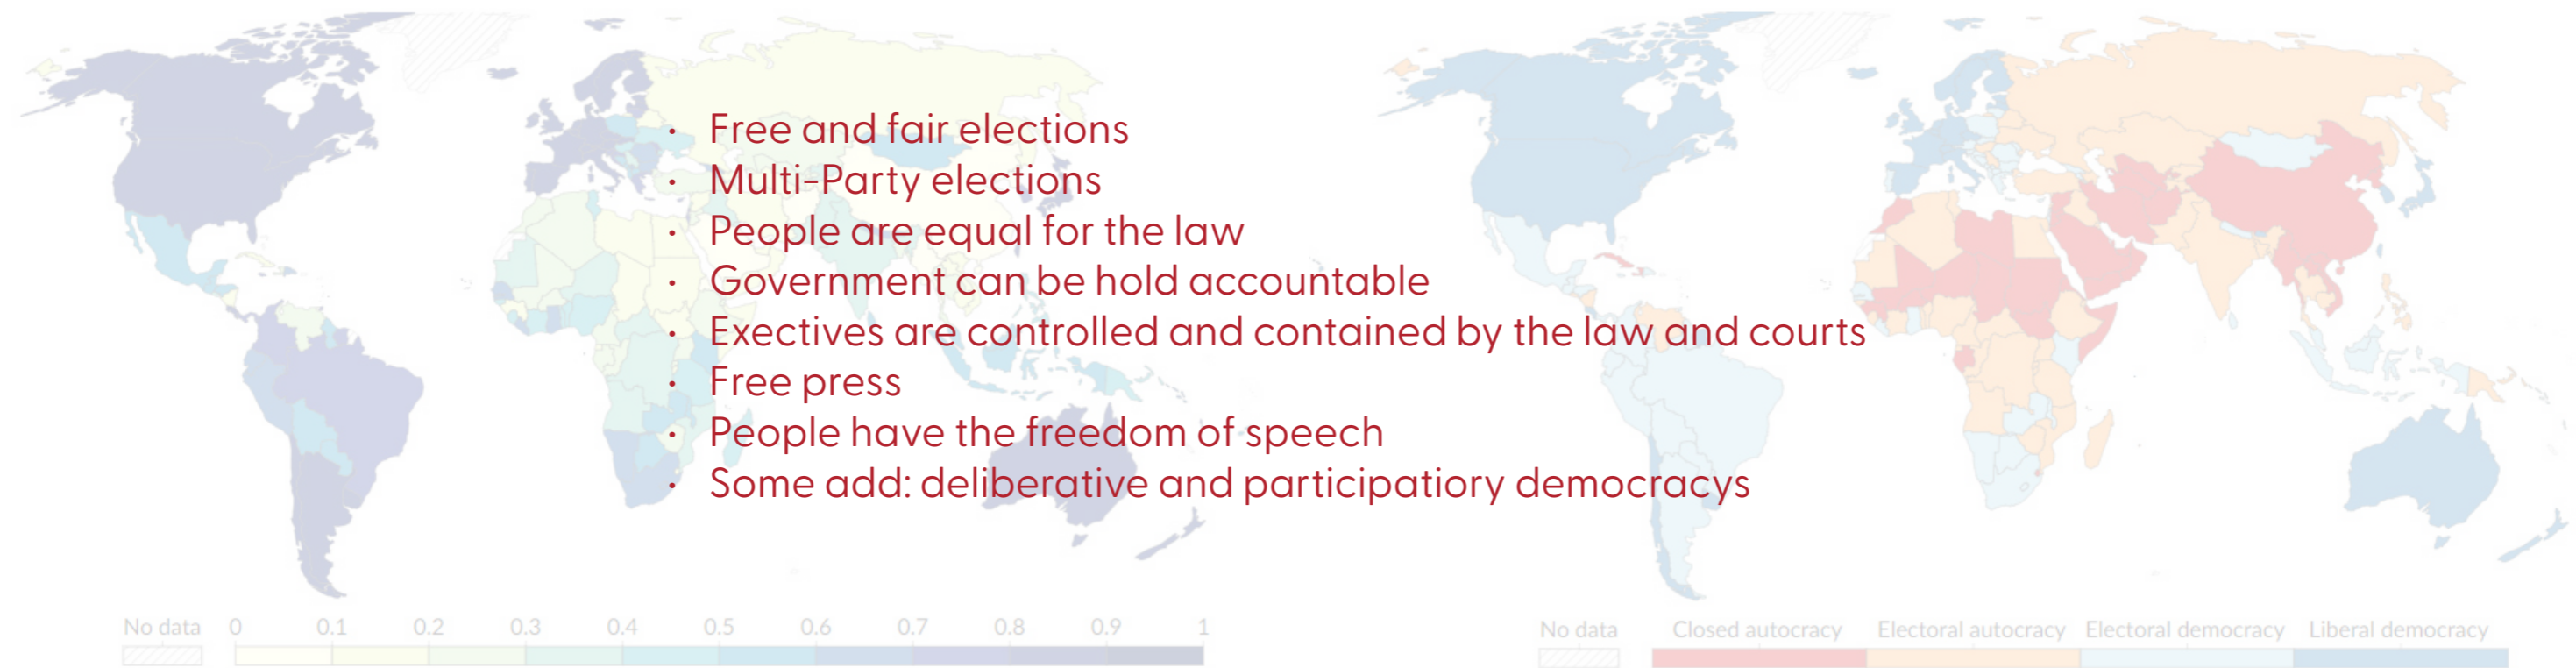 • Free and fair elections
• Multi-Party elections
• People are equal for the law
• Government can be hold accountable
• Exectives are controlled and contained by the law and courts
• Free press
• People have the freedom of speech
• Some add: deliberative and participatiory democracys
No data 0 0.1 0.2 0.3 0.4 0.5 0.6 0.7 0.8 0.9 1
No data Closed autocracy Electoral autocracy Electoral democracy Liberal democracy